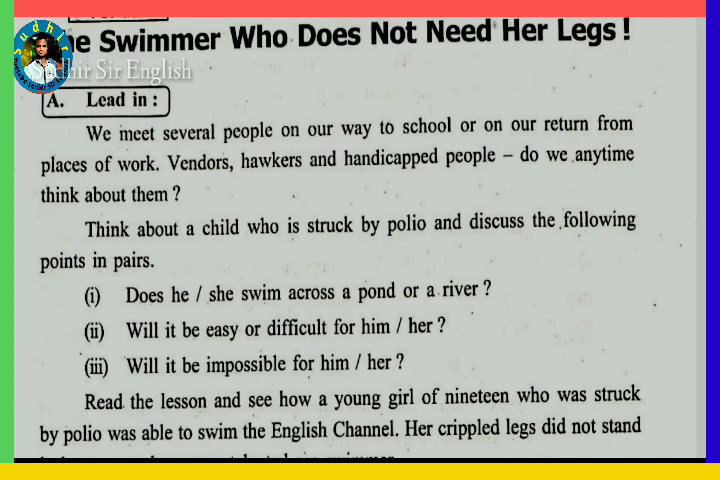 Sudhir
he Swimmer Who Does Not Need Her Legs !
Sudhir Sir English
A. Lead in :
We meet several people on our way to school or on our return from
places of work. Vendors, hawkers and handicapped people – do we anytime
think about them ?
Think about a child who is struck by polio and discuss the following
points in pairs.
(i) Does he / she swim across a pond or a river ?
(ii) Will it be easy or difficult for him / her ?
(iii) Will it be impossible for him / her ?
Read the lesson and see how a young girl of nineteen who was struck
by polio was able to swim the English Channel. Her crippled legs did not stand